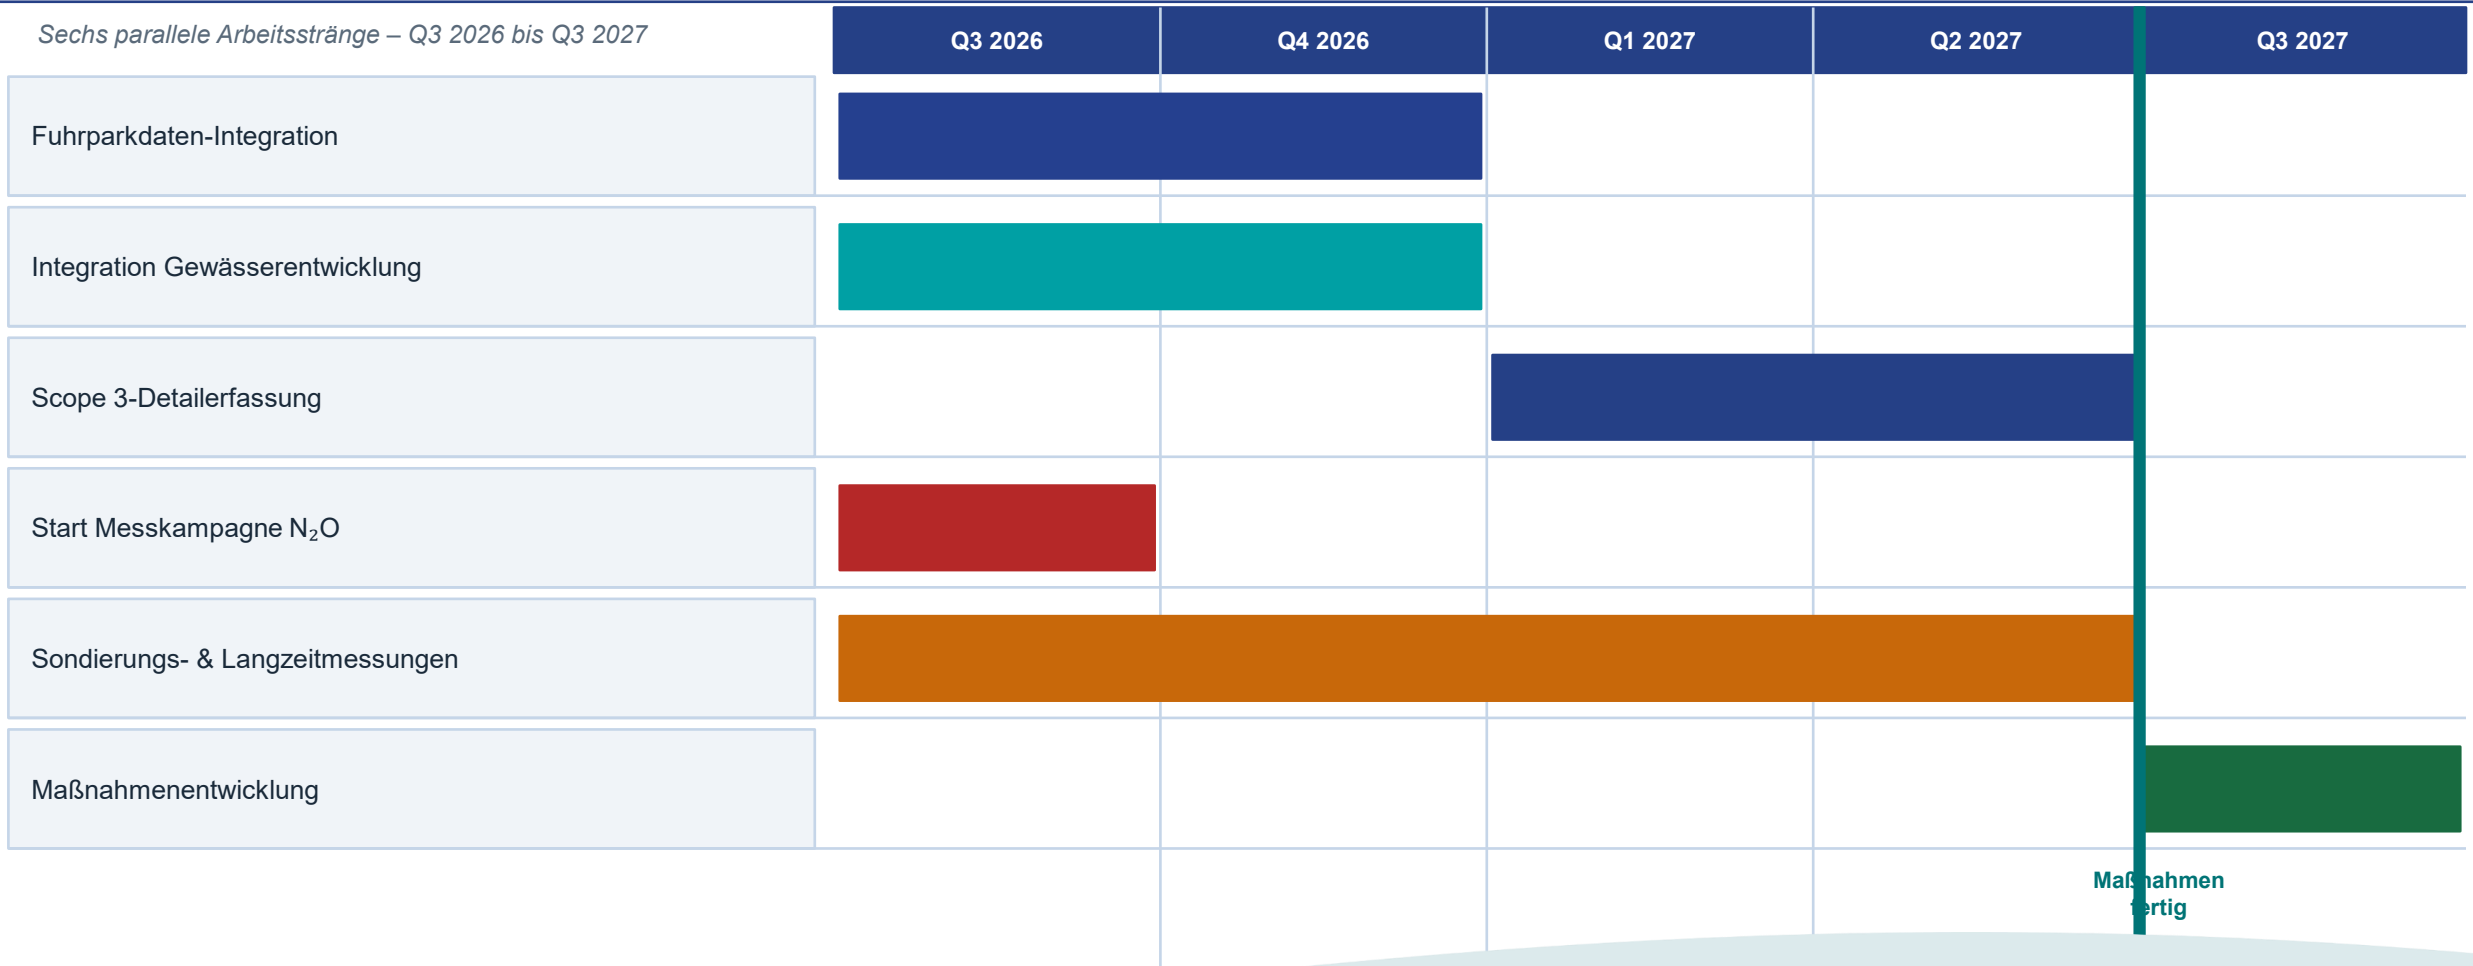 Sechs parallele Arbeitsstränge – Q3 2026 bis Q3 2027
Q3 2026
Q4 2026
Q1 2027
Q2 2027
Q3 2027
Fuhrparkdaten-Integration
Integration Gewässerentwicklung
Scope 3-Detailerfassung
Start Messkampagne N₂O
Sondierungs- & Langzeitmessungen
Maßnahmenentwicklung
Maßnahmen
fertig